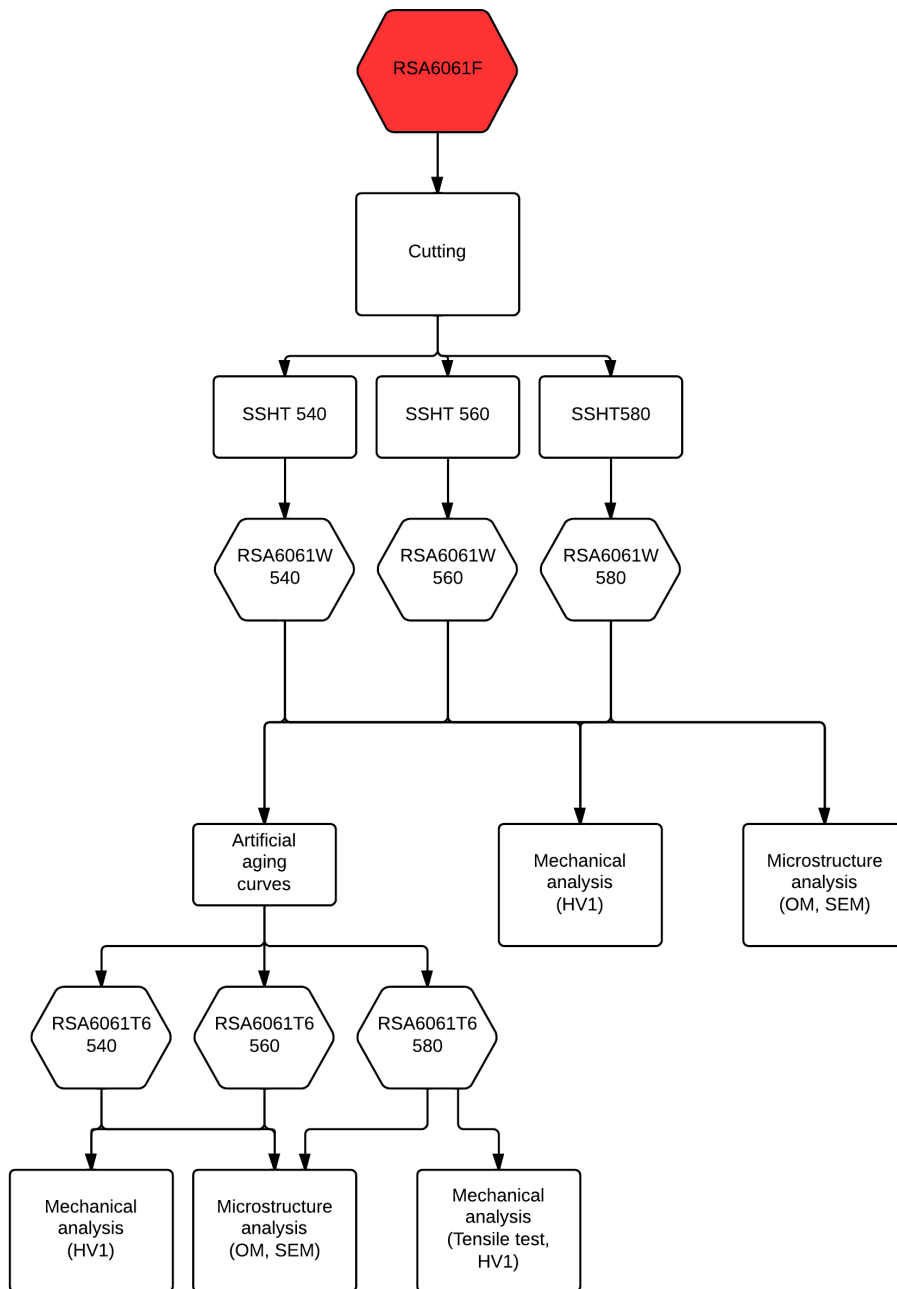 RSA6061F
Cutting
SSHT 540
SSHT 560
SSHT580
RSA6061W
540
RSA6061W
560
RSA6061W
580
Artificial
aging
curves
Mechanical
analysis
(HV1)
Microstructure
analysis
(OM, SEM)
RSA6061T6
540
RSA6061T6
560
RSA6061T6
580
Mechanical
analysis
(HV1)
Microstructure
analysis
(OM, SEM)
Mechanical
analysis
(Tensile test,
HV1)